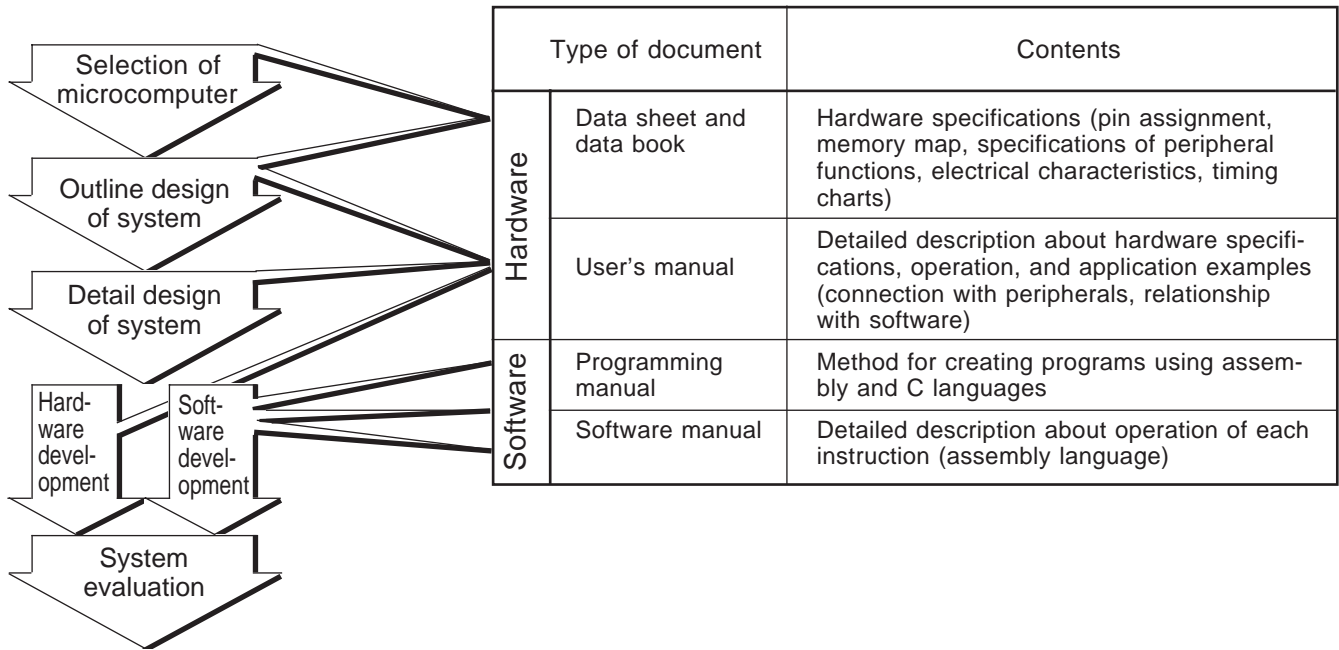 Selection of
microcomputer
Outline design
of system
Detail design
of system
Hard-
ware
devel-
opment
Soft-
ware
devel-
opment
System
evaluation
Type of document
Contents
Hardware
Data sheet and
data book
Hardware specifications (pin assignment,
memory map, specifications of peripheral
functions, electrical characteristics, timing
charts)
User's manual
Detailed description about hardware specifi-
cations, operation, and application examples
(connection with peripherals, relationship
with software)
Software
Programming
manual
Method for creating programs using assem-
bly and C languages
Software manual
Detailed description about operation of each
instruction (assembly language)